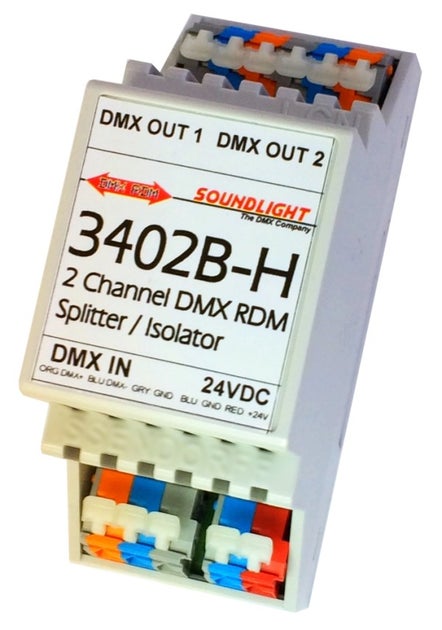 DMX OUT 1 DMX OUT 2
DMX RDM
SOUNDLIGHT
The DMX Company
3402B-H
2 Channel DMX RDM
Splitter / Isolator
DMX IN 24VDC
ORG DMX+ BLU DMX- GRY GND BLU GND RED +24V